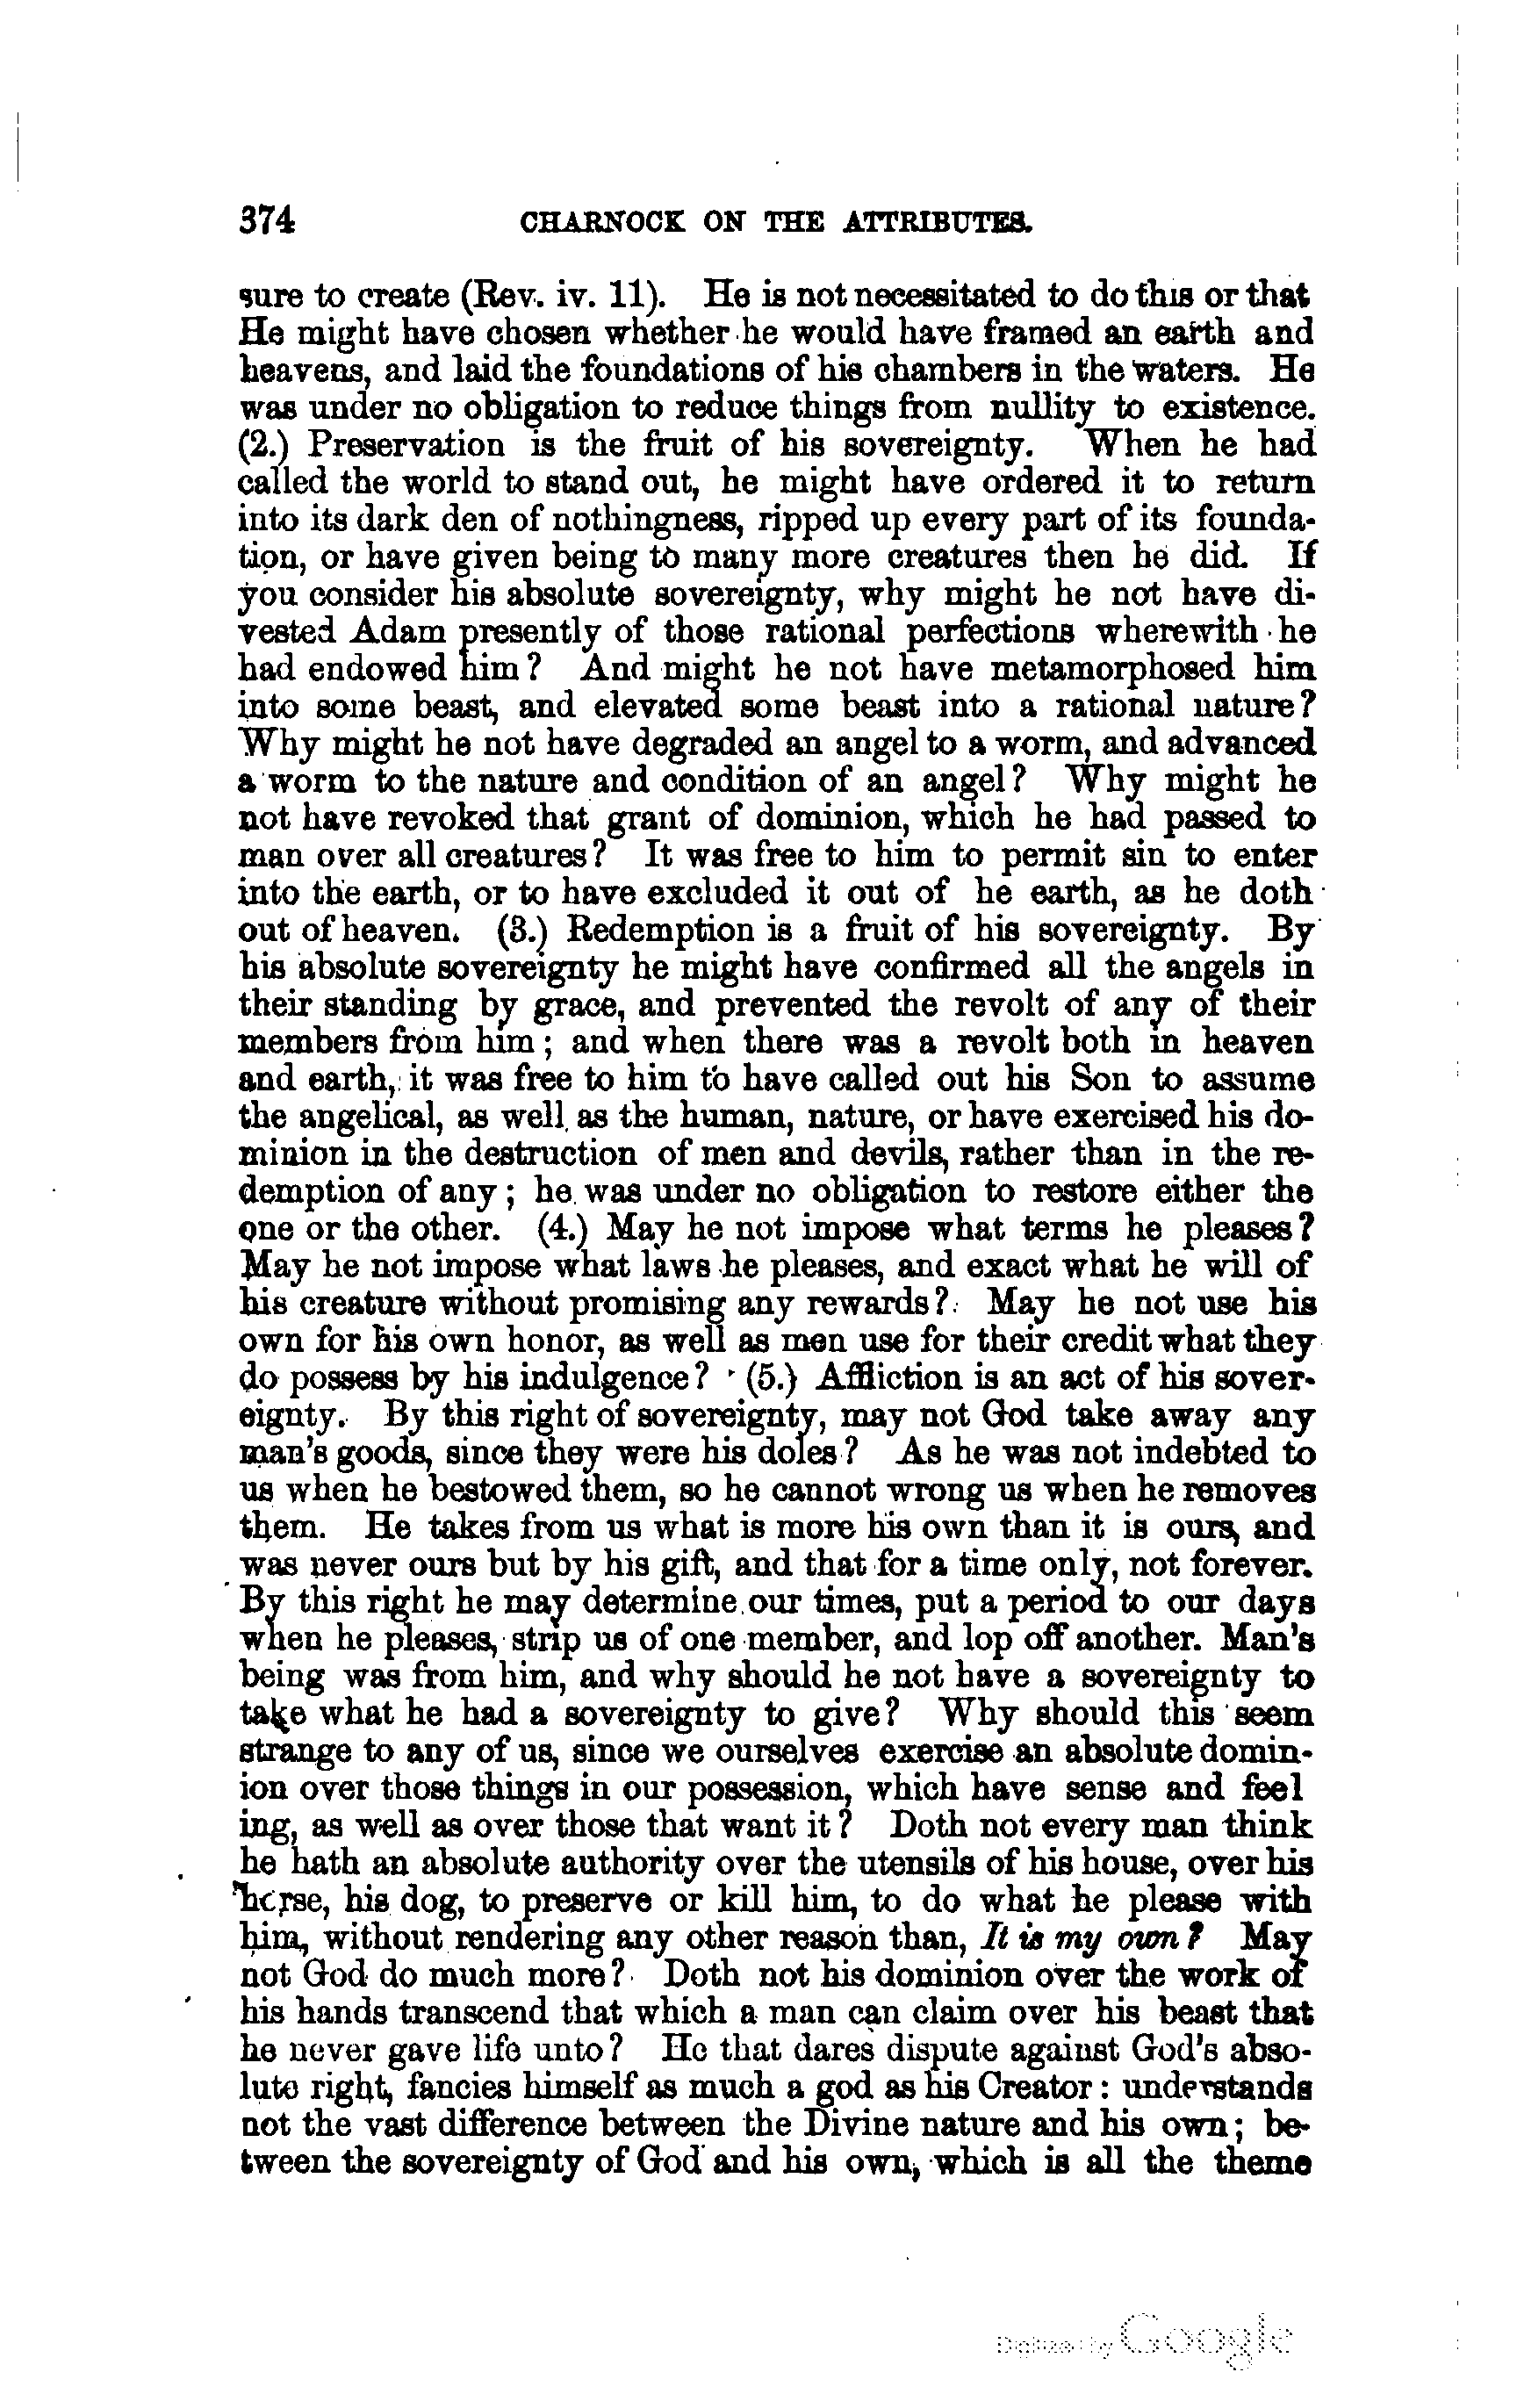 374 CHARNOCK ON THE ATTRIBUTES.
sure to create (Rev. iv. 11). He is not necessitated to do this or that
He might have chosen whether he would have framed an earth and
heavens, and laid the foundations of his chambers in the waters. He
was under no obligation to reduce things from nullity to existence.
(2.) Preservation is the fruit of his sovereignty. When he had
called the world to stand out, he might have ordered it to return
into its dark den of nothingness, ripped up every part of its founda-
tion, or have given being to many more creatures then he did. If
you consider his absolute sovereignty, why might he not have di-
vested Adam presently of those rational perfections wherewith he
had endowed him? And might he not have metamorphosed him
into some beast, and elevated some beast into a rational nature?
Why might he not have degraded an angel to a worm, and advanced
a worm to the nature and condition of an angel? Why might he
not have revoked that grant of dominion, which he had passed to
man over all creatures? It was free to him to permit sin to enter
into the earth, or to have excluded it out of he earth, as he doth
out of heaven. (3.) Redemption is a fruit of his sovereignty. By
his absolute sovereignty he might have confirmed all the angels in
their standing by grace, and prevented the revolt of any of their
members from him; and when there was a revolt both in heaven
and earth, it was free to him to have called out his Son to assume
the angelical, as well as the human, nature, or have exercised his do-
minion in the destruction of men and devils, rather than in the re-
demption of any; he was under no obligation to restore either the
one or the other. (4.) May he not impose what terms he pleases?
May he not impose what laws he pleases, and exact what he will of
his creature without promising any rewards? May he not use his
own for his own honor, as well as men use for their credit what they
do possess by his indulgence? (5.) Affliction is an act of his sover-
eignty. By this right of sovereignty, may not God take away any
man's goods, since they were his doles? As he was not indebted to
us when he bestowed them, so he cannot wrong us when he removes
them. He takes from us what is more his own than it is ours, and
was never ours but by his gift, and that for a time only, not forever.
By this right he may determine our times, put a period to our days
when he pleases, strip us of one member, and lop off another. Man's
being was from him, and why should he not have a sovereignty to
take what he had a sovereignty to give? Why should this seem
strange to any of us, since we ourselves exercise an absolute domin-
ion over those things in our possession, which have sense and feel
ing, as well as over those that want it? Doth not every man think
he hath an absolute authority over the utensils of his house, over his
horse, his dog, to preserve or kill him, to do what he please with
him, without rendering any other reason than, It is my own? May
not God do much more? Doth not his dominion over the work of
his hands transcend that which a man can claim over his beast that
he never gave life unto? He that dares dispute against God's abso-
lute right, fancies himself as much a god as his Creator: understands
not the vast difference between the Divine nature and his own; be-
tween the sovereignty of God and his own, which is all the theme
Digitized by Google